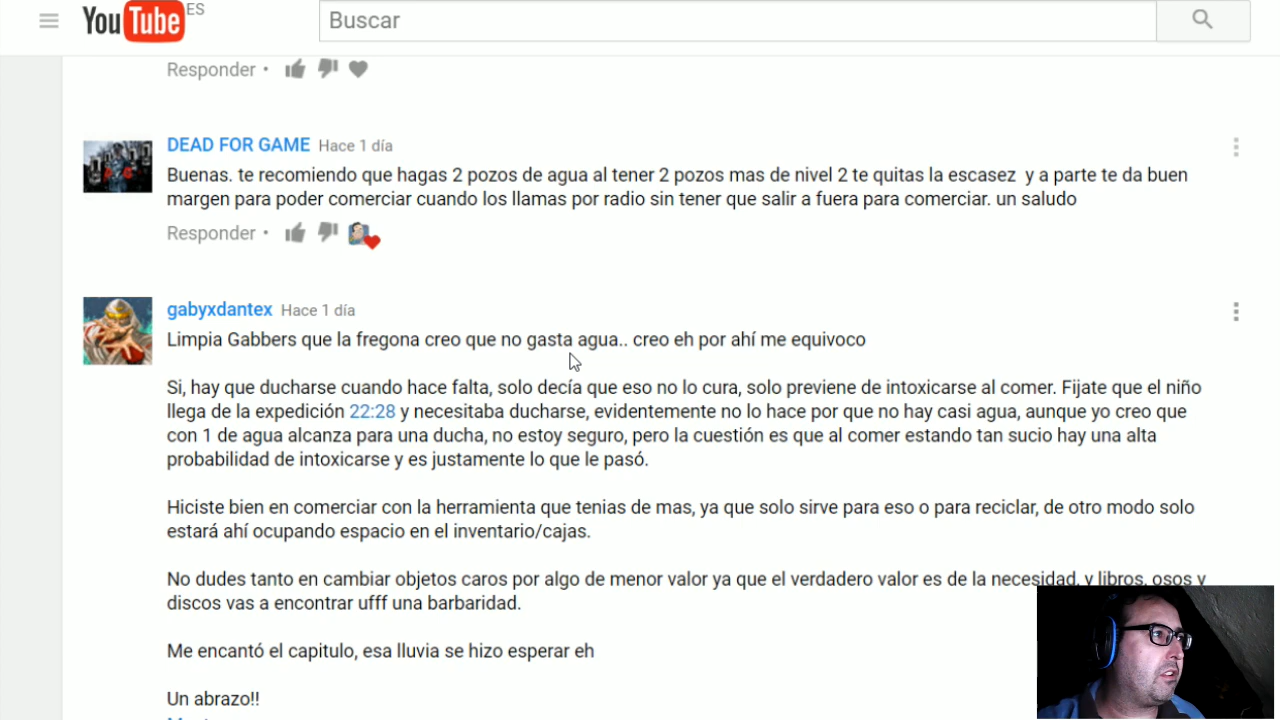 YouTube ES
Buscar
Responder •
DEAD FOR GAME Hace 1 día
Buenas. te recomiendo que hagas 2 pozos de agua al tener 2 pozos mas de nivel 2 te quitas la escasez y a parte te da buen
margen para poder comerciar cuando los llamas por radio sin tener que salir a fuera para comerciar. un saludo
Responder •
gabyxdantex Hace 1 día
Limpia Gabbers que la fregona creo que no gasta agua.. creo eh por ahí me equivoco
Si, hay que ducharse cuando hace falta, solo decía que eso no lo cura, solo previene de intoxicarse al comer. Fijate que el niño
llega de la expedición 22:28 y necesitaba ducharse, evidentemente no lo hace por que no hay casi agua, aunque yo creo que
con 1 de agua alcanza para una ducha, no estoy seguro, pero la cuestión es que al comer estando tan sucio hay una alta
probabilidad de intoxicarse y es justamente lo que le pasó.
Hiciste bien en comerciar con la herramienta que tenias de mas, ya que solo sirve para eso o para reciclar, de otro modo solo
estará ahí ocupando espacio en el inventario/cajas.
No dudes tanto en cambiar objetos caros por algo de menor valor ya que el verdadero valor es de la necesidad, y libros, osos y
discos vas a encontrar ufff una barbaridad.
Me encantó el capitulo, esa lluvia se hizo esperar eh
Un abrazo!!